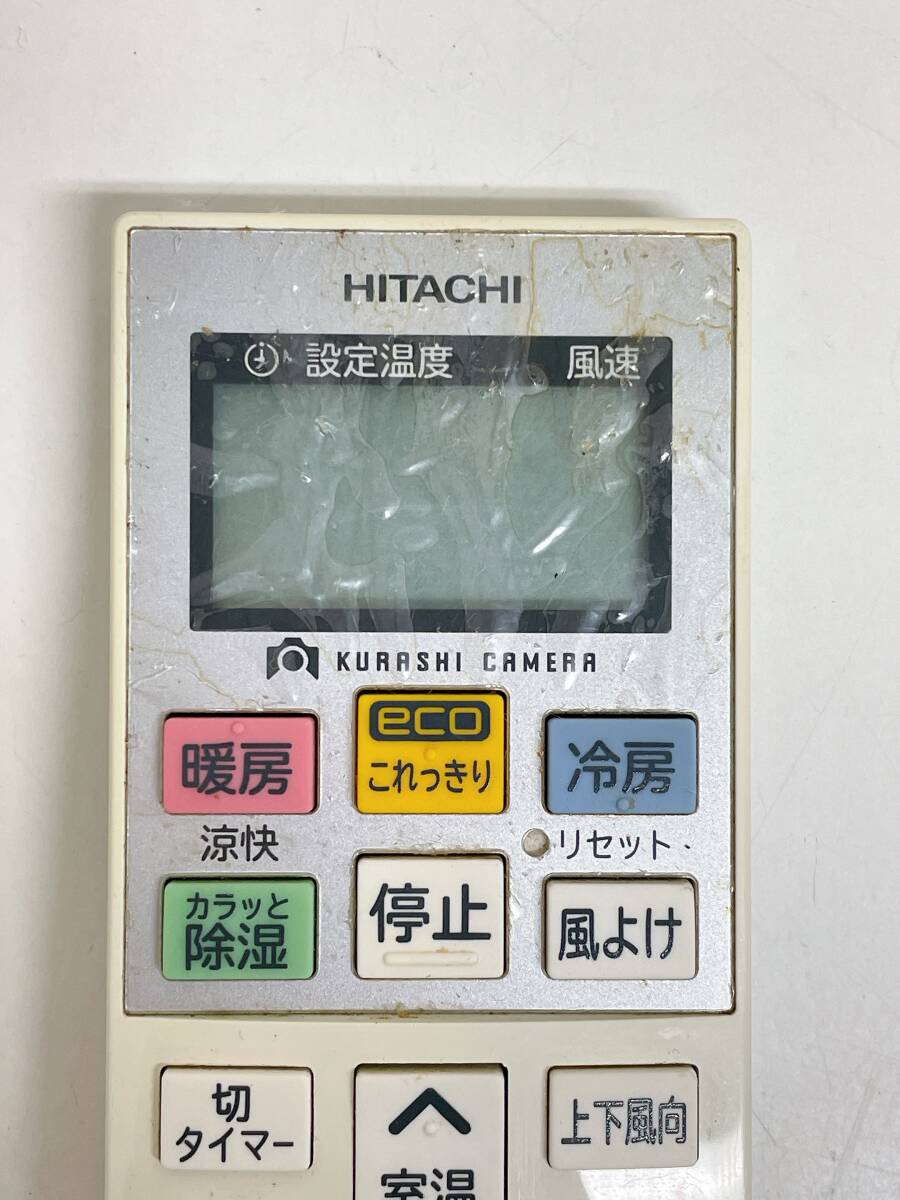 HITACHI
設定温度 風速
KURASHI CAMERA
暖房
eco
これっきり
冷房
涼快
リセット
カラッと
除湿
停止
風よけ
切
タイマー
上下風向
室温